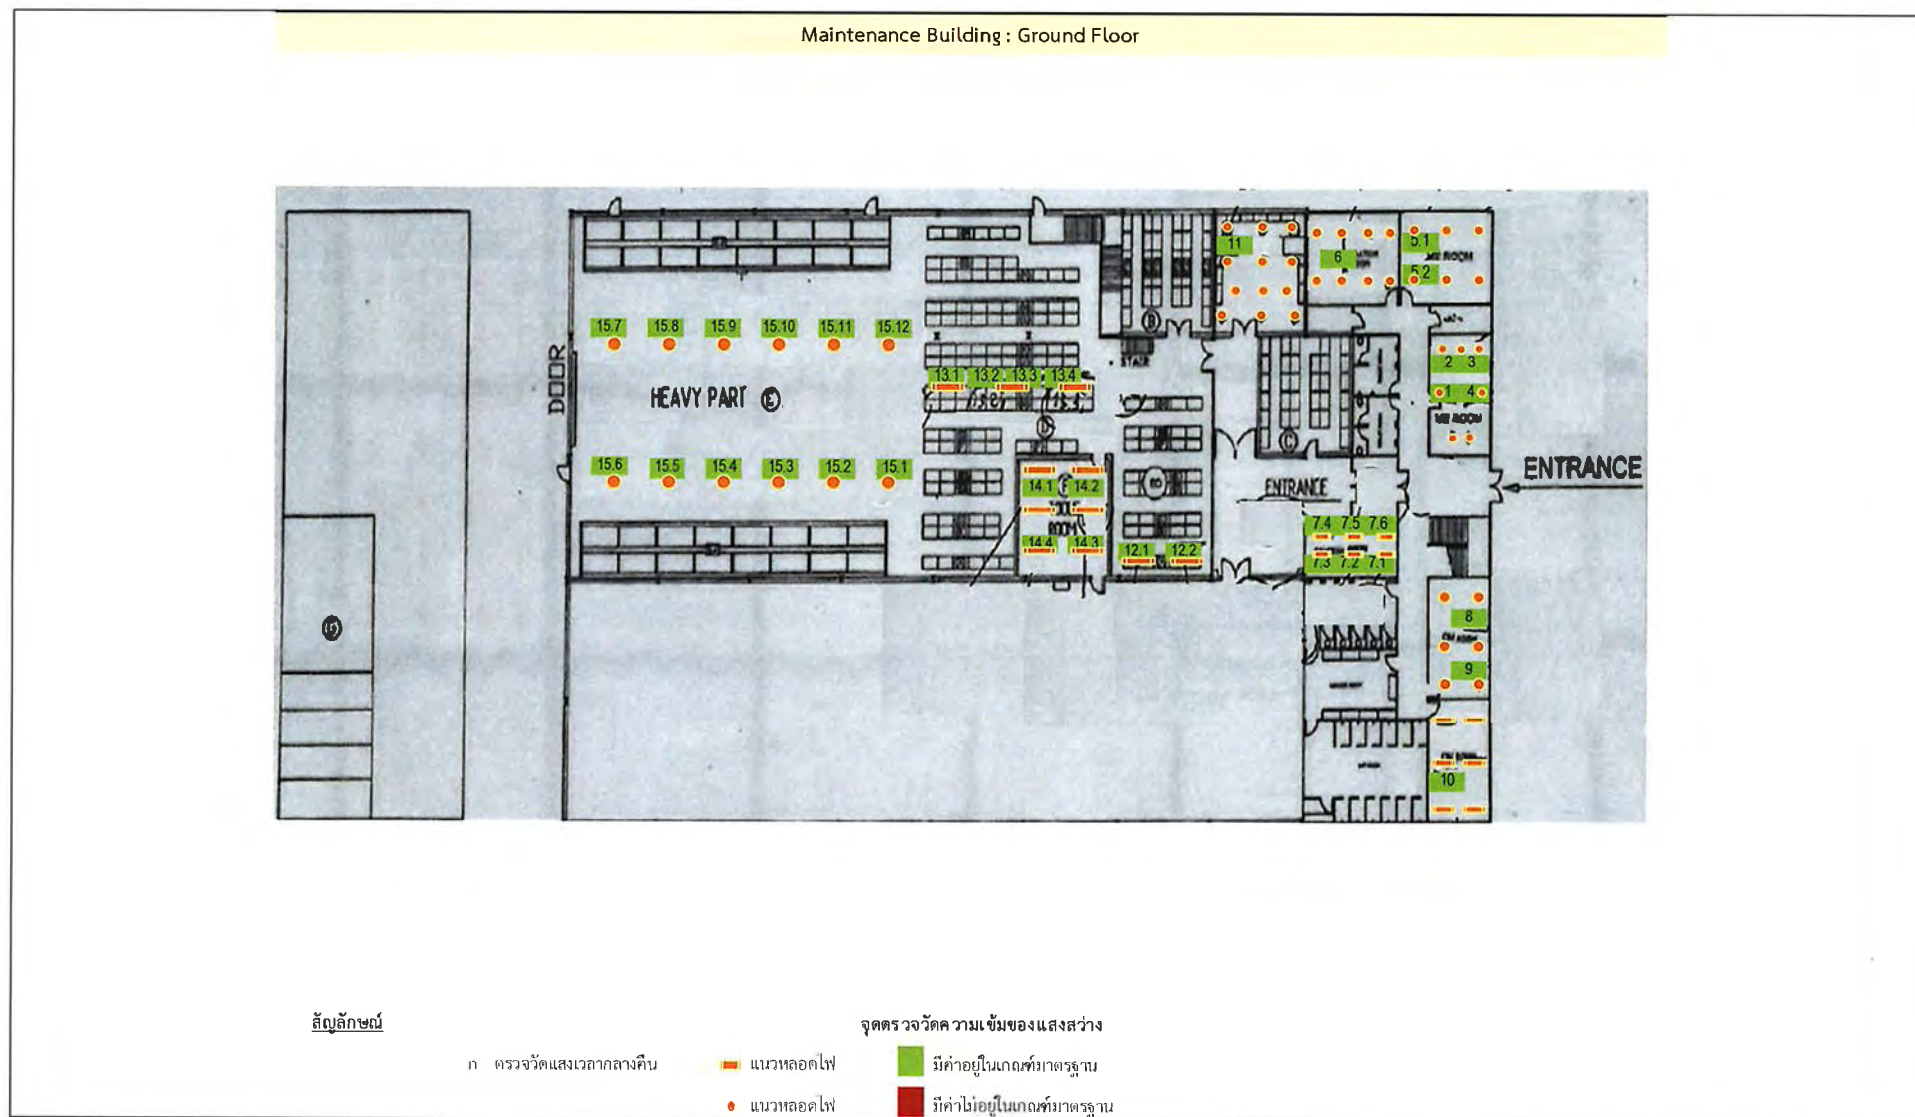 Maintenance Building : Ground Floor
11
6
5.1
ME ROOM
5.2
15.7 15.8 15.9 15.10 15.11 15.12
B
STAIR
2 3
13.1 13.2 13.3 13.4
1 4
DOOR
HEAVY PART E
ME ROOM
D
C
15.6 15.5 15.4 15.3 15.2 15.1
ENTRANCE
ENTRANCE
14.1 14.2
ROOM
7.4 7.5 7.6
14.4 14.3
12.1 12.2
7.3 7.2 7.1
8
9
10
สัญลักษณ์
จุดตรวจวัดความเข้มของแสงสว่าง
ก ตรวจวัดแสงเวลากลางคืน
แนวหลอดไฟ
มีค่าอยู่ในเกณฑ์มาตรฐาน
แนวหลอดไฟ
มีค่าไม่อยู่ในเกณฑ์มาตรฐาน